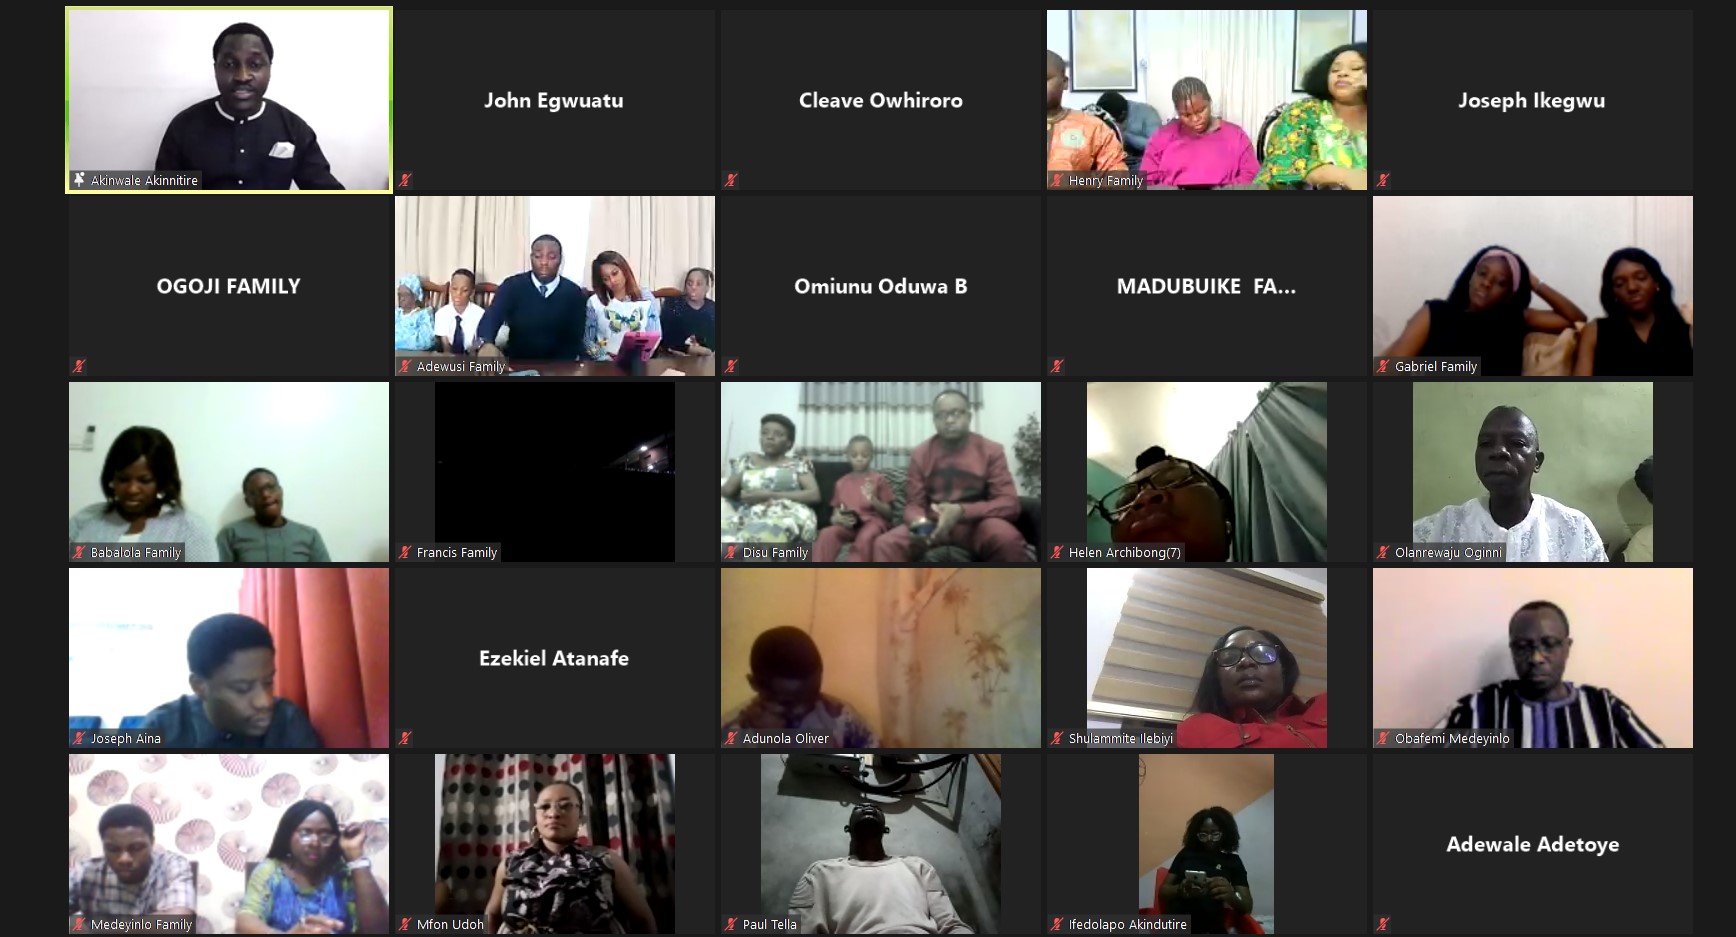 Akinwale Akinnitire
John Egwuatu
Cleave Owhiroro
Henry Family
Joseph Ikegwu
OGOJI FAMILY
Adewusi Family
Omiunu Oduwa B
MADUBUIKE FA...
Gabriel Family
Babalola Family
Francis Family
Disu Family
Helen Archibong(7)
Olanrewaju Oginni
Joseph Aina
Ezekiel Atanafe
Adunola Oliver
Shulammite Ilebiyi
Obafemi Medeyinlo
Medeyinlo Family
Mfon Udoh
Paul Tella
Ifedolapo Akindutire
Adewale Adetoye